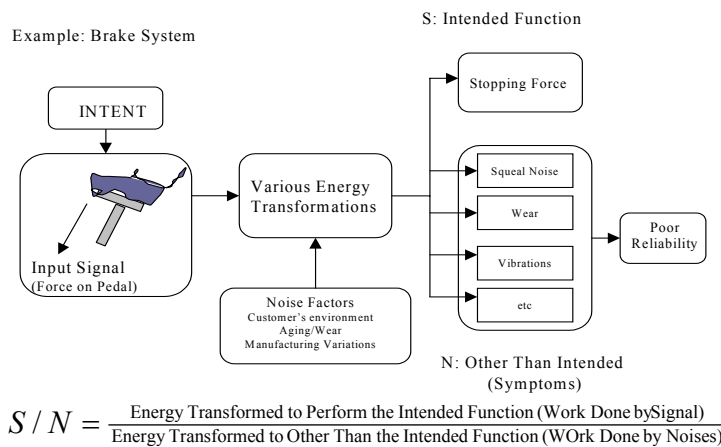 S: Intended Function
Example: Brake System
INTENT
Stopping Force
Input Signal
(Force on Pedal)
Various Energy
Transformations
Noise Factors
Customer's environment
Aging/Wear
Manufacturing Variations
Squeal Noise
Wear
Vibrations
etc
Poor
Reliability
N: Other Than Intended
(Symptoms)
S / N = Energy Transformed to Perform the Intended Function (Work Done bySignal)
Energy Transformed to Other Than the Intended Function (WOrk Done by Noises)